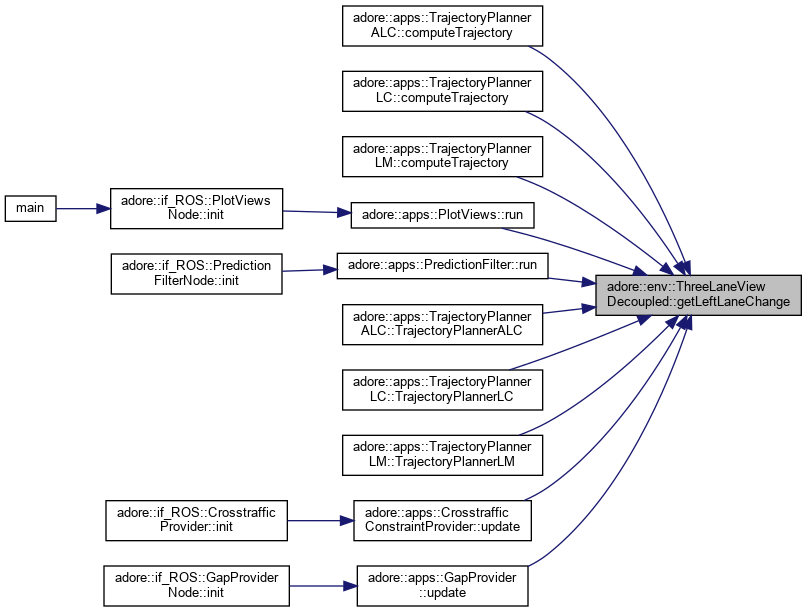 adore::apps::TrajectoryPlanner
ALC::computeTrajectory
adore::apps::TrajectoryPlanner
LC::computeTrajectory
adore::apps::TrajectoryPlanner
LM::computeTrajectory
main
adore::if_ROS::PlotViews
Node::init
adore::apps::PlotViews::run
adore::if_ROS::Prediction
FilterNode::init
adore::apps::PredictionFilter::run
adore::env::ThreeLaneView
Decoupled::getLeftLaneChange
adore::apps::TrajectoryPlanner
ALC::TrajectoryPlannerALC
adore::apps::TrajectoryPlanner
LC::TrajectoryPlannerLC
adore::apps::TrajectoryPlanner
LM::TrajectoryPlannerLM
adore::if_ROS::Crosstraffic
Provider::init
adore::apps::Crosstraffic
ConstraintProvider::update
adore::if_ROS::GapProvider
Node::init
adore::apps::GapProvider
::update